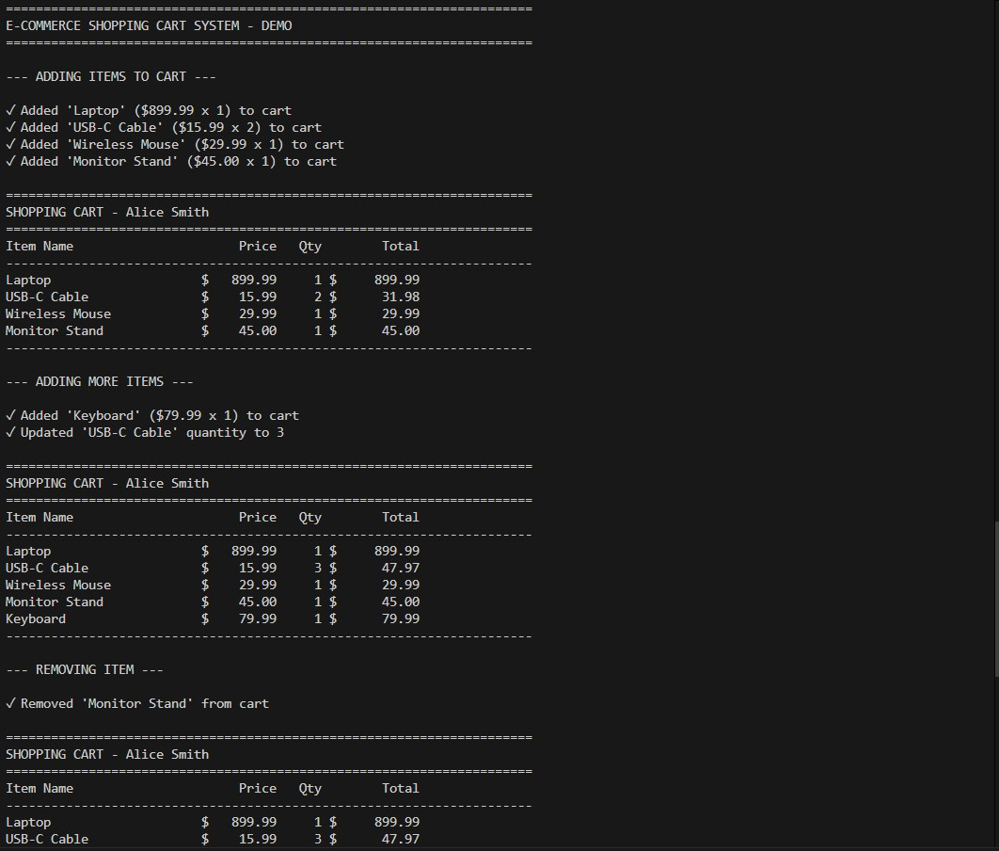 ======================================================================
E-COMMERCE SHOPPING CART SYSTEM - DEMO
======================================================================

--- ADDING ITEMS TO CART ---

✓ Added 'Laptop' ($899.99 x 1) to cart
✓ Added 'USB-C Cable' ($15.99 x 2) to cart
✓ Added 'Wireless Mouse' ($29.99 x 1) to cart
✓ Added 'Monitor Stand' ($45.00 x 1) to cart

======================================================================
SHOPPING CART - Alice Smith
======================================================================
Item Name                      Price   Qty        Total
----------------------------------------------------------------------
Laptop                    $   899.99     1 $     899.99
USB-C Cable               $    15.99     2 $      31.98
Wireless Mouse            $    29.99     1 $      29.99
Monitor Stand             $    45.00     1 $      45.00
----------------------------------------------------------------------

--- ADDING MORE ITEMS ---

✓ Added 'Keyboard' ($79.99 x 1) to cart
✓ Updated 'USB-C Cable' quantity to 3

======================================================================
SHOPPING CART - Alice Smith
======================================================================
Item Name                      Price   Qty        Total
----------------------------------------------------------------------
Laptop                    $   899.99     1 $     899.99
USB-C Cable               $    15.99     3 $      47.97
Wireless Mouse            $    29.99     1 $      29.99
Monitor Stand             $    45.00     1 $      45.00
Keyboard                  $    79.99     1 $      79.99
----------------------------------------------------------------------

--- REMOVING ITEM ---

✓ Removed 'Monitor Stand' from cart

======================================================================
SHOPPING CART - Alice Smith
======================================================================
Item Name                      Price   Qty        Total
----------------------------------------------------------------------
Laptop                    $   899.99     1 $     899.99
USB-C Cable               $    15.99     3 $      47.97